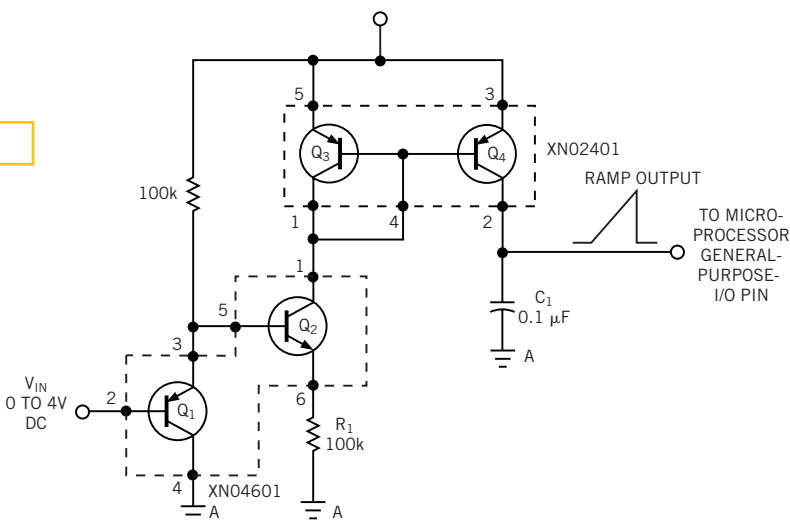 5
3
Q3
Q4
XN02401
100k
1
4
2
RAMP OUTPUT
TO MICRO-
PROCESSOR
GENERAL-
PURPOSE-
I/O PIN
1
5
Q2
C1
0.1 μF
A
3
VIN
0 TO 4V
DC
2
Q1
6
R1
100k
4
XN04601
A
A